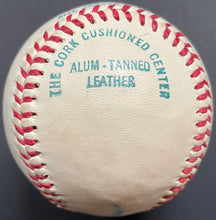 THE CORK CUSHIONED CENTER
ALUM-TANNED
LEATHER